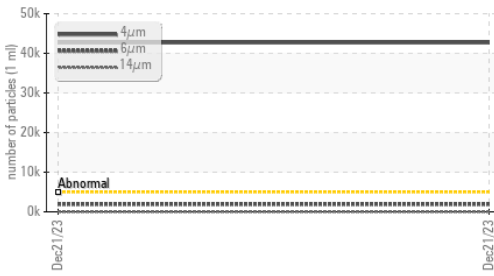 50k
4µm
40k
6µm
14µm
30k
number of particles (1 ml)
20k
10k
Abnormal
0k
Dec21/23
Dec21/23